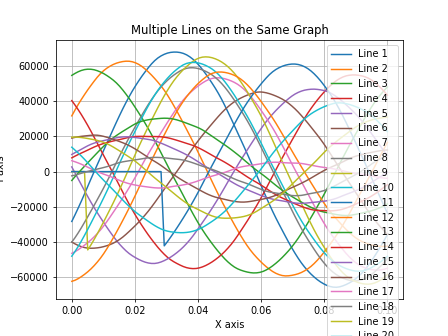 Multiple Lines on the Same Graph
60000
40000
20000
0
−20000
−40000
−60000
0.00
0.02
0.04
0.06
X axis
Line 1
Line 2
Line 3
Line 4
Line 5
Line 6
Line 7
Line 8
Line 9
Line 10
Line 11
Line 12
Line 13
Line 14
Line 15
Line 16
Line 17
Line 18
Line 19
Line 20